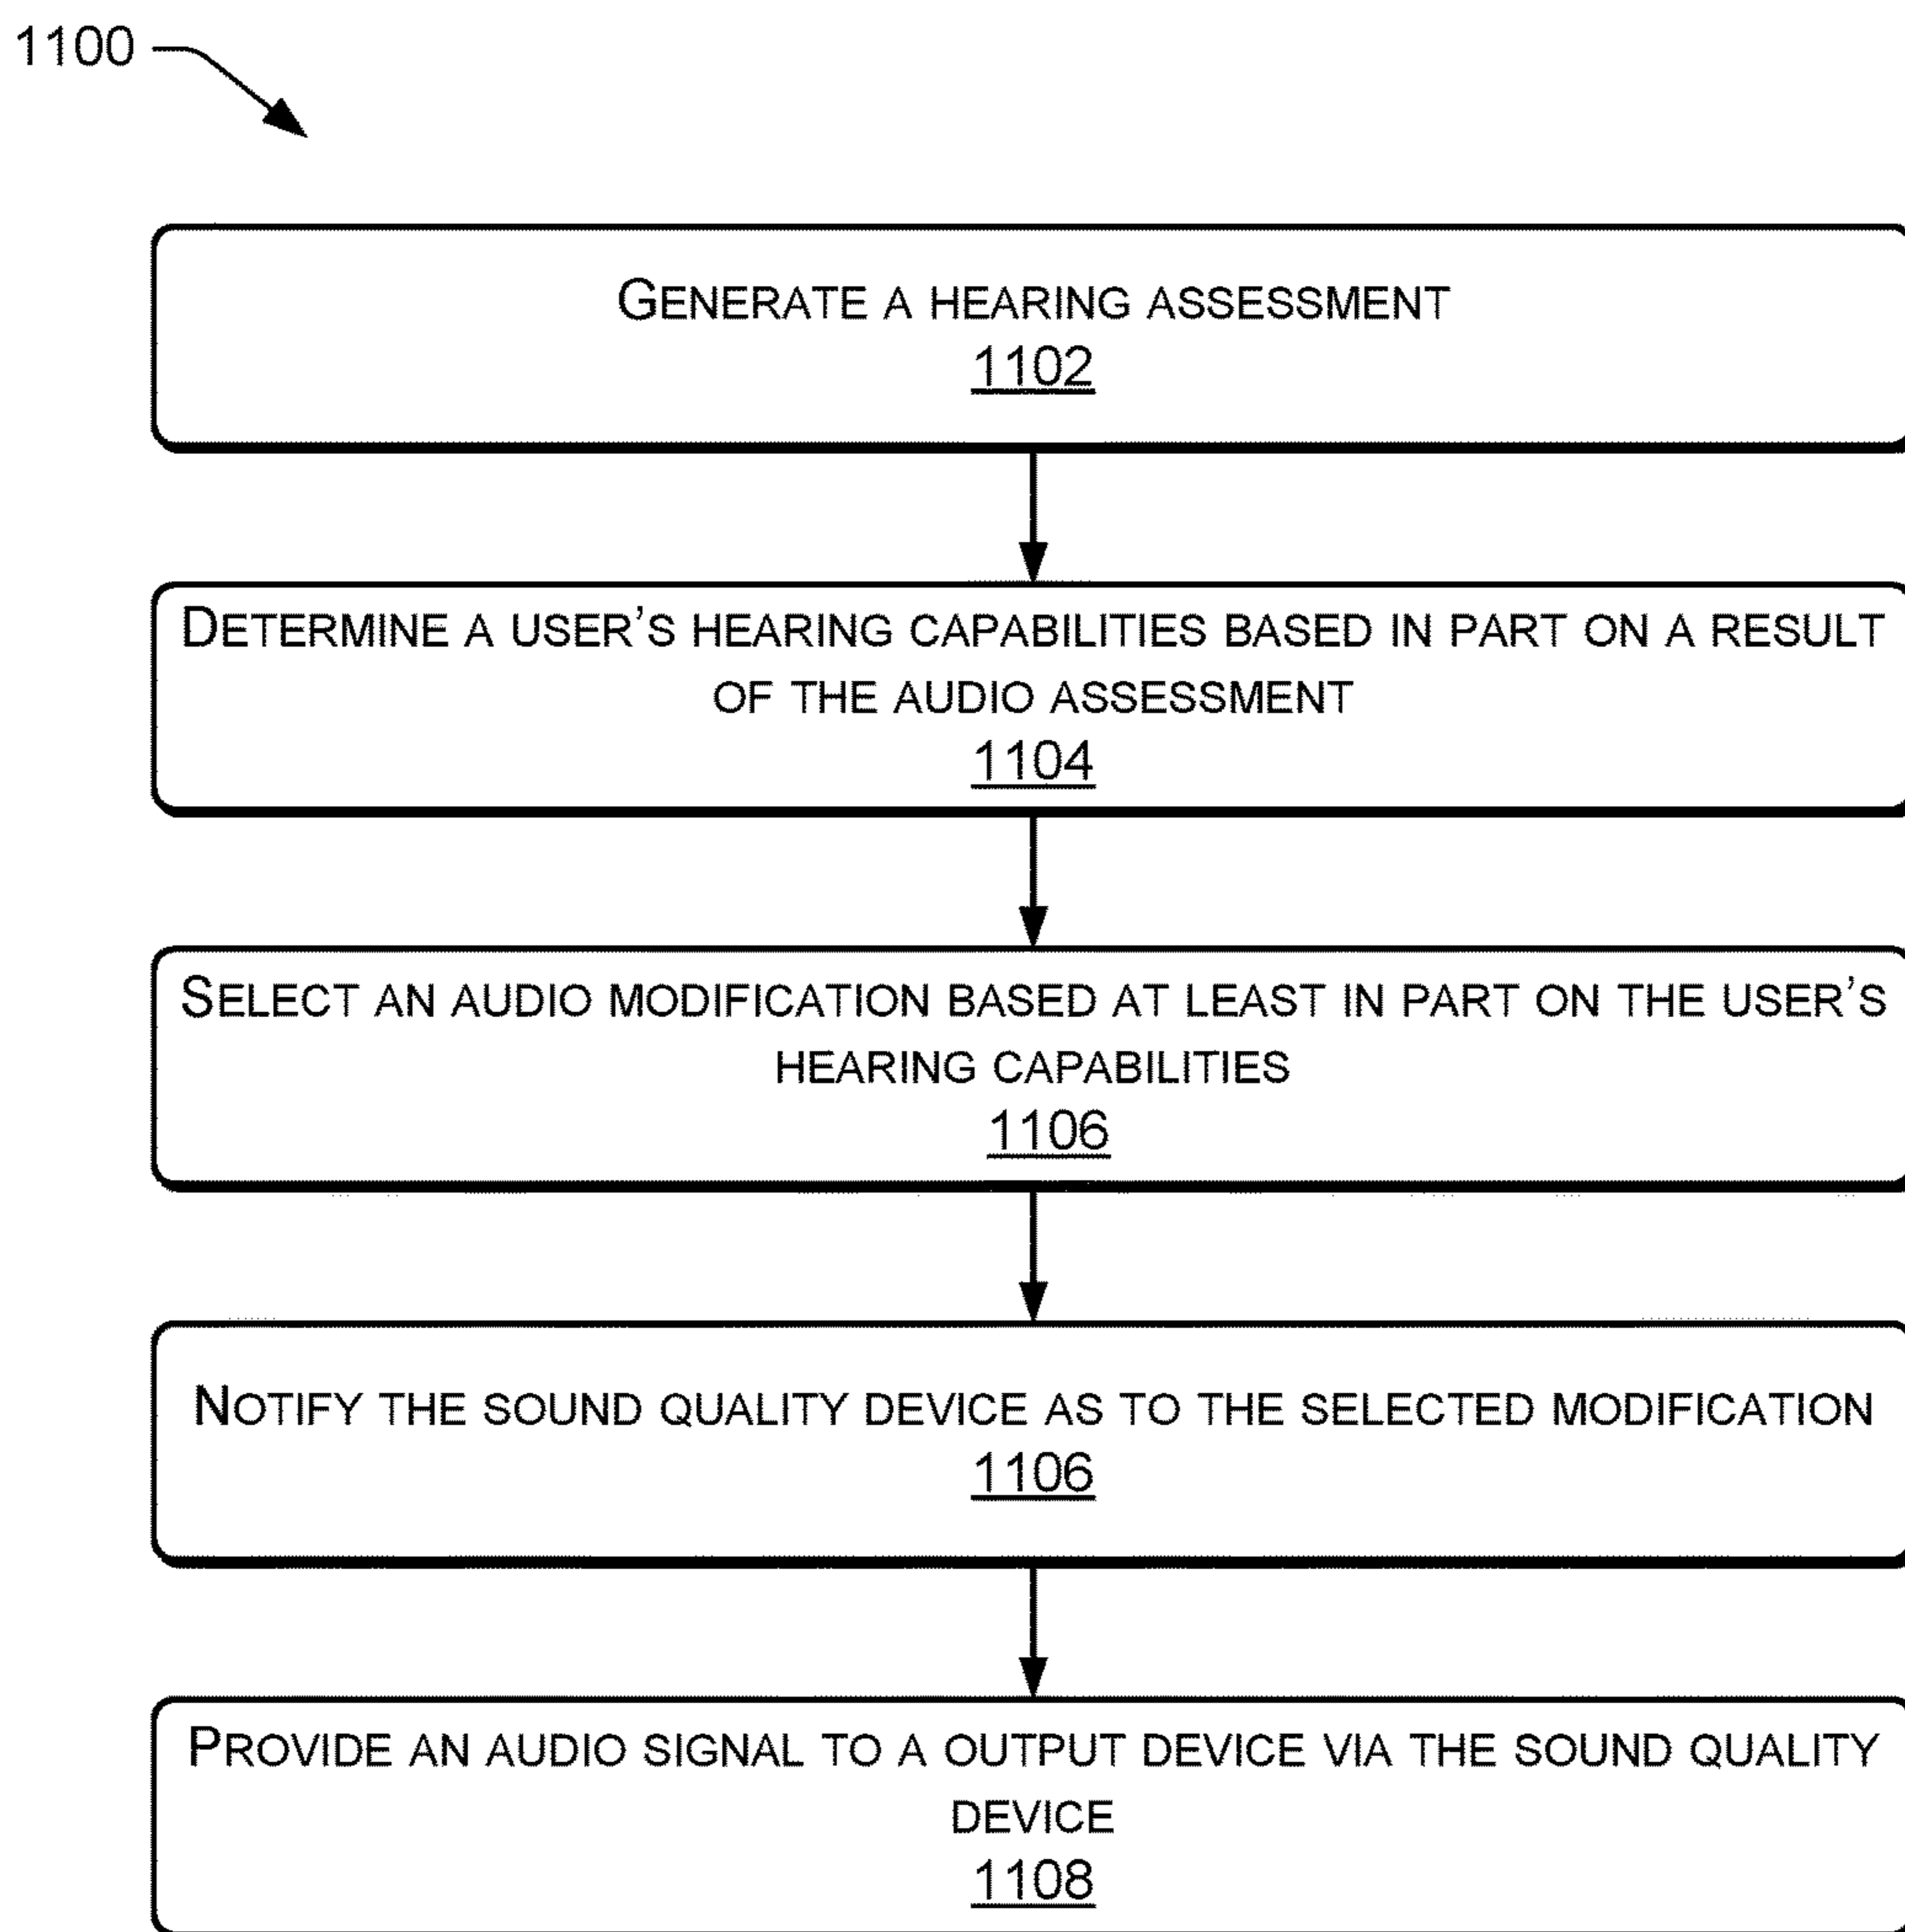 1100
GENERATE A HEARING ASSESSMENT
1102
DETERMINE A USER'S HEARING CAPABILITIES BASED IN PART ON A RESULT
OF THE AUDIO ASSESSMENT
1104
SELECT AN AUDIO MODIFICATION BASED AT LEAST IN PART ON THE USER'S
HEARING CAPABILITIES
1106
NOTIFY THE SOUND QUALITY DEVICE AS TO THE SELECTED MODIFICATION
1106
PROVIDE AN AUDIO SIGNAL TO A OUTPUT DEVICE VIA THE SOUND QUALITY
DEVICE
1108